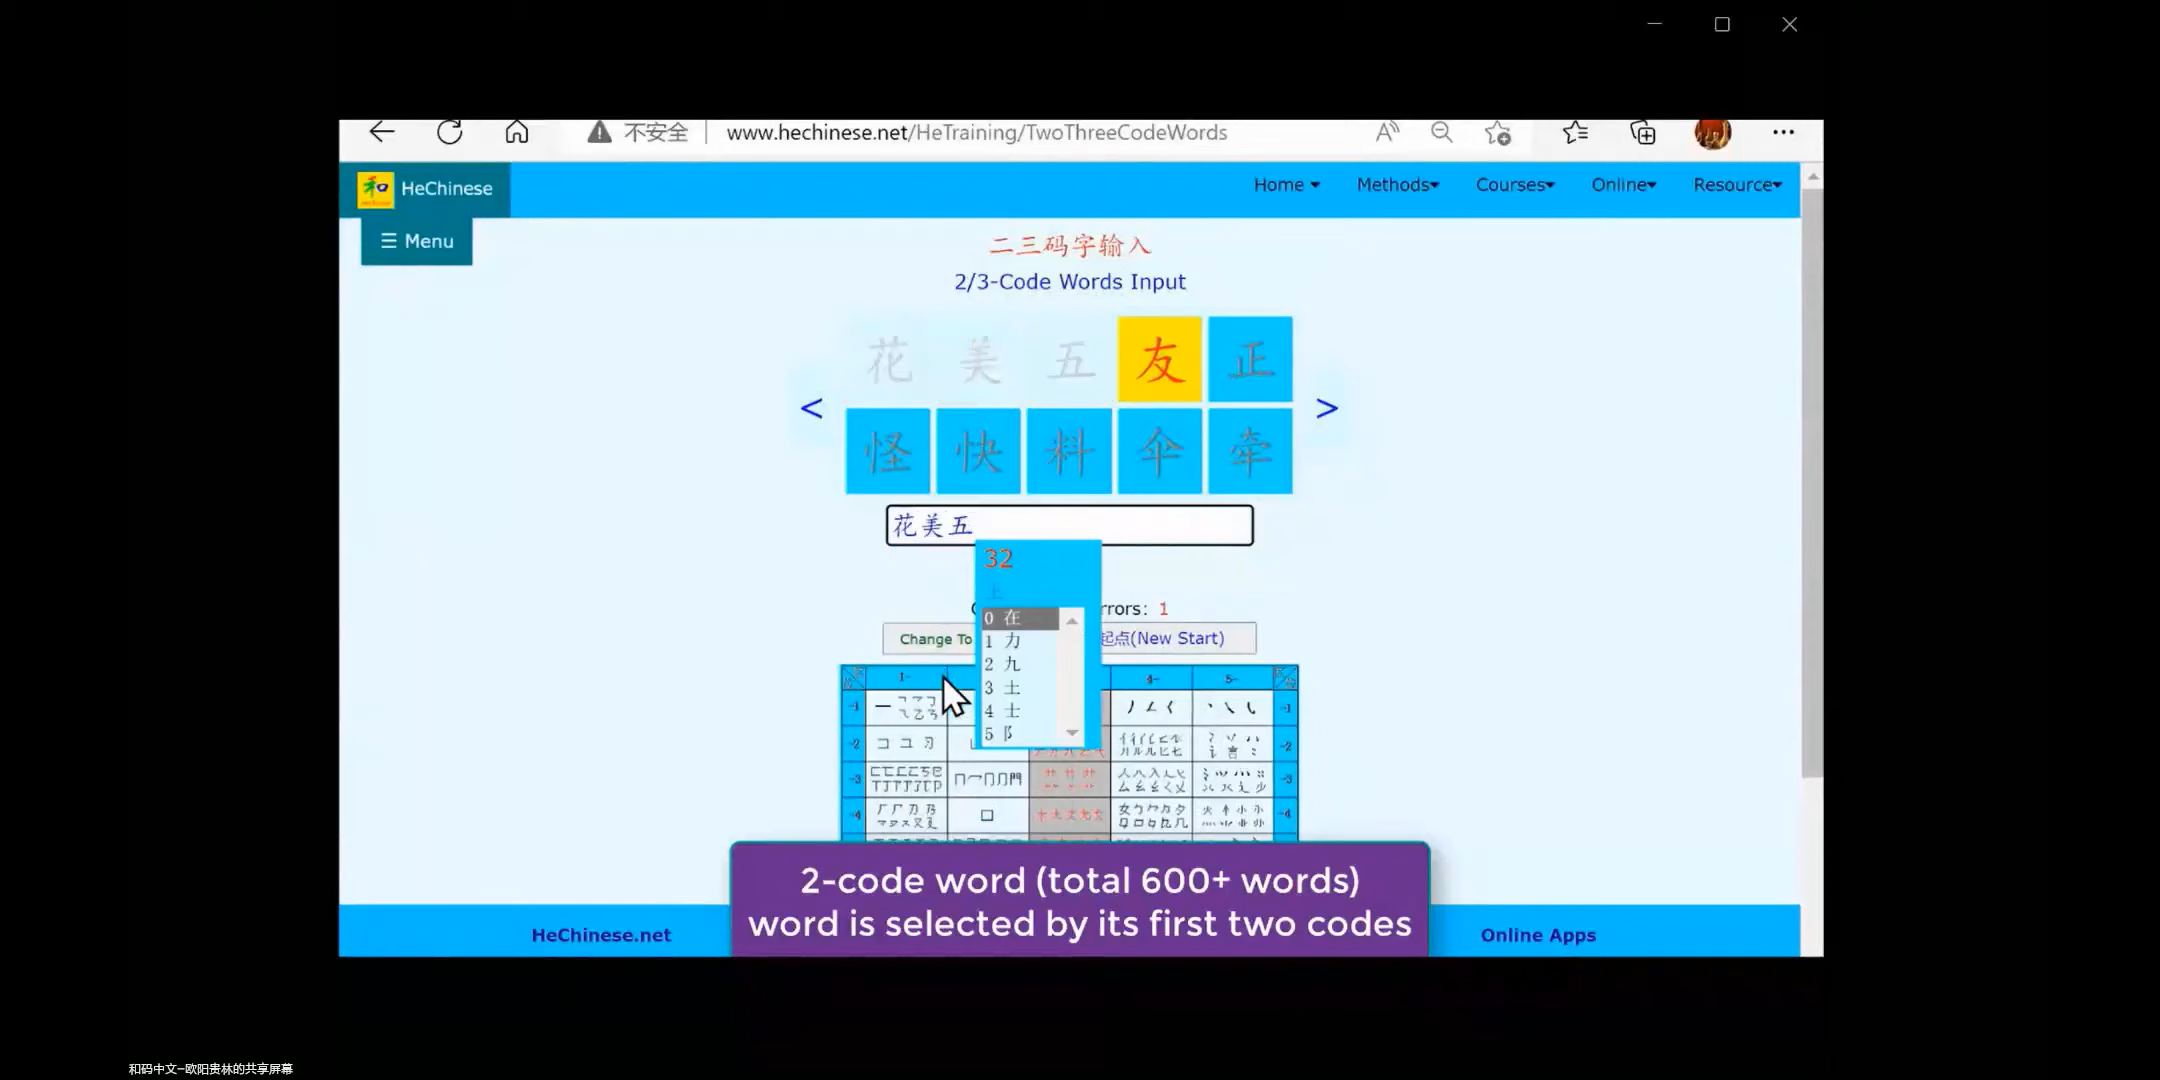 不安全 www.hechinese.net/HeTraining/TwoThreeCodeWords
HeChinese
Home Methods Courses Online Resource
☰ Menu
二三码字输入
2/3-Code Words Input
花 美 五 友 正
< >
怪 快 料 伞 牵
花美五
32
上
rrors: 1
0 在
1 力
2 九
3 土
4 士
5 阝
Change To
起点(New Start)
1- 4- 5-
2-code word (total 600+ words)
word is selected by its first two codes
HeChinese.net
Online Apps
和码中文-欧阳贵林的共享屏幕